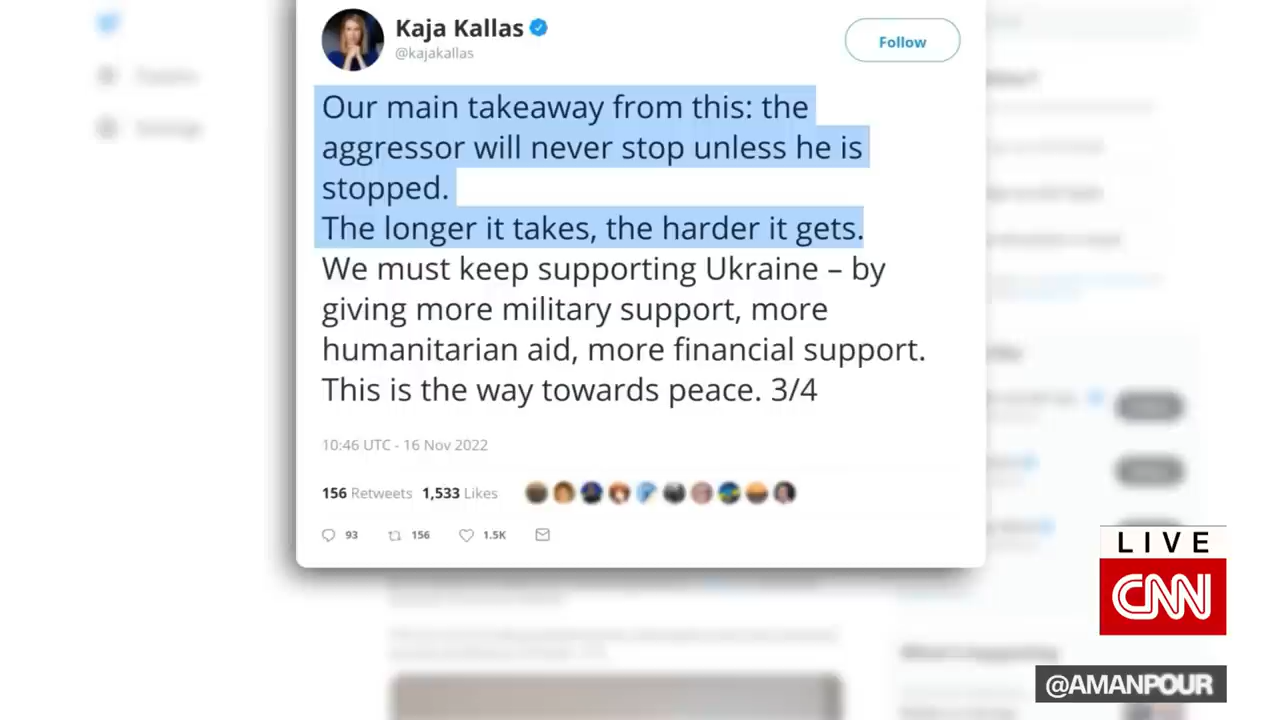 Kaja Kallas
@kajakallas
Follow
Our main takeaway from this: the
aggressor will never stop unless he is
stopped.
The longer it takes, the harder it gets.
We must keep supporting Ukraine – by
giving more military support, more
humanitarian aid, more financial support.
This is the way towards peace. 3/4
10:46 UTC - 16 Nov 2022
156 Retweets 1,533 Likes
93 156 1.5K
LIVE
CNN
@AMANPOUR